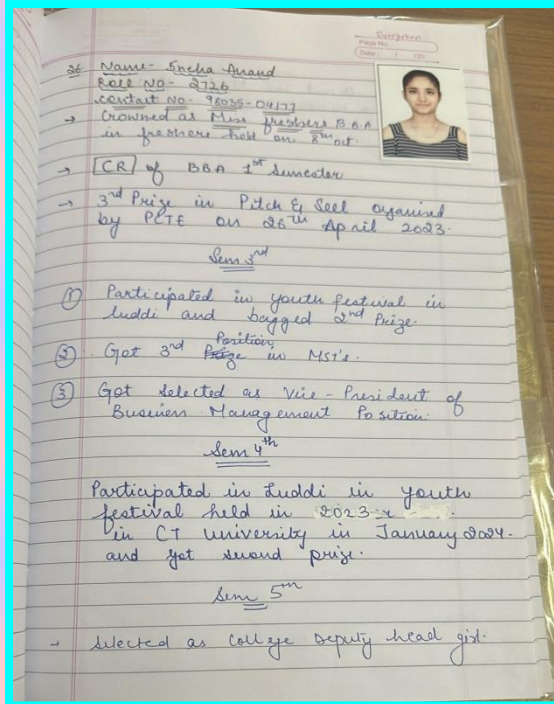 Evergreen
Page No.
Date: / /20
26 Name- Sneha Anand
Roll NO- 2726
Contact No- 98035-04177
→ Crowned as Miss freshers B.B.A
in freshers held on 8th oct.
→ [CR] of BBA 1st Semester
→ 3rd Prize in Pitch & Sell organised
by PCTE on 26th April 2023.
Sem 3rd
① Participated in youth festival in
luddi and bagged 2nd Prize.
② Got 3rd Position in MST's.
③ Got selected as Vice-President of
Business Management Position.
Sem 4th
Participated in Luddi in youth
festival held in 2023
in CT university in January 2024.
and got second prize.
Sem 5th
→ Selected as College Deputy head girl.